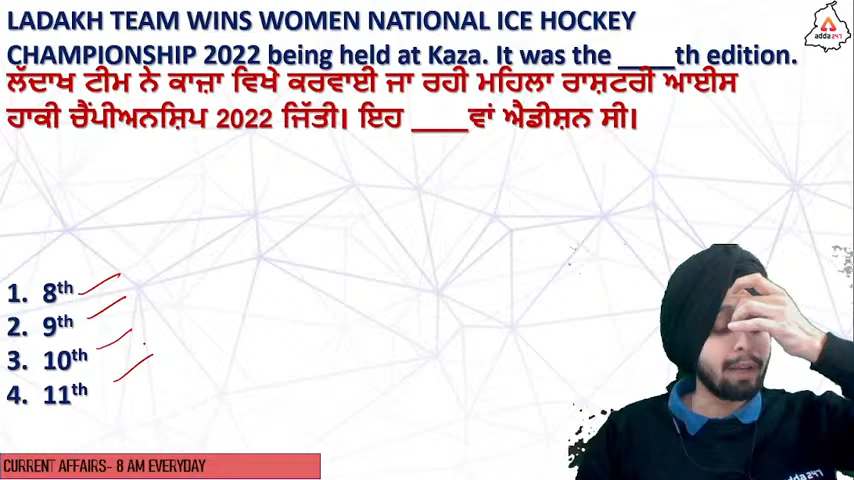 LADAKH TEAM WINS WOMEN NATIONAL ICE HOCKEY
CHAMPIONSHIP 2022 being held at Kaza. It was the ____th edition.
ਲੱਦਾਖ ਟੀਮ ਨੇ ਕਾਜ਼ਾ ਵਿਖੇ ਕਰਵਾਈ ਜਾ ਰਹੀ ਮਹਿਲਾ ਰਾਸ਼ਟਰੀ ਆਈਸ
ਹਾਕੀ ਚੈਂਪੀਅਨਸ਼ਿਪ 2022 ਜਿੱਤੀ। ਇਹ ____ਵਾਂ ਐਡੀਸ਼ਨ ਸੀ।
adda247
1. 8th
2. 9th
3. 10th
4. 11th
CURRENT AFFAIRS- 8 AM EVERYDAY
adda247